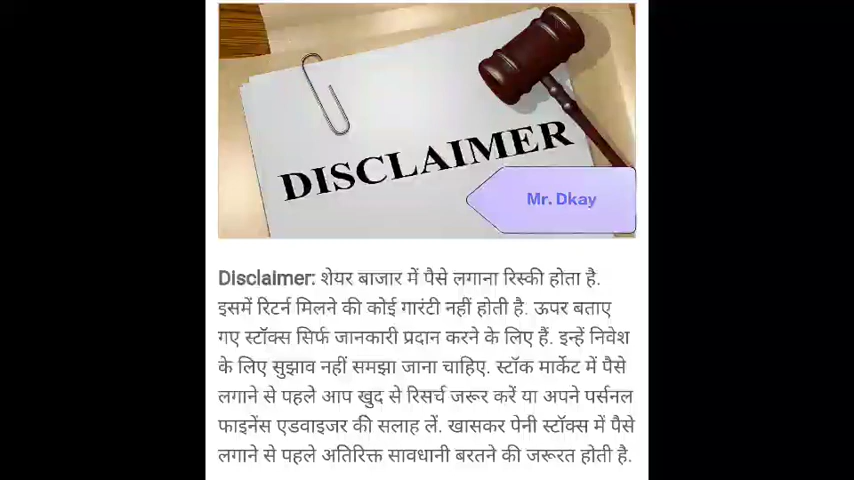 DISCLAIMER
Mr. Dkay
Disclaimer: शेयर बाजार में पैसे लगाना रिस्की होता है.
इसमें रिटर्न मिलने की कोई गारंटी नहीं होती है. ऊपर बताए
गए स्टॉक्स सिर्फ जानकारी प्रदान करने के लिए हैं. इन्हें निवेश
के लिए सुझाव नहीं समझा जाना चाहिए. स्टॉक मार्केट में पैसे
लगाने से पहले आप खुद से रिसर्च जरूर करें या अपने पर्सनल
फाइनेंस एडवाइजर की सलाह लें. खासकर पेनी स्टॉक्स में पैसे
लगाने से पहले अतिरिक्त सावधानी बरतने की जरूरत होती है.